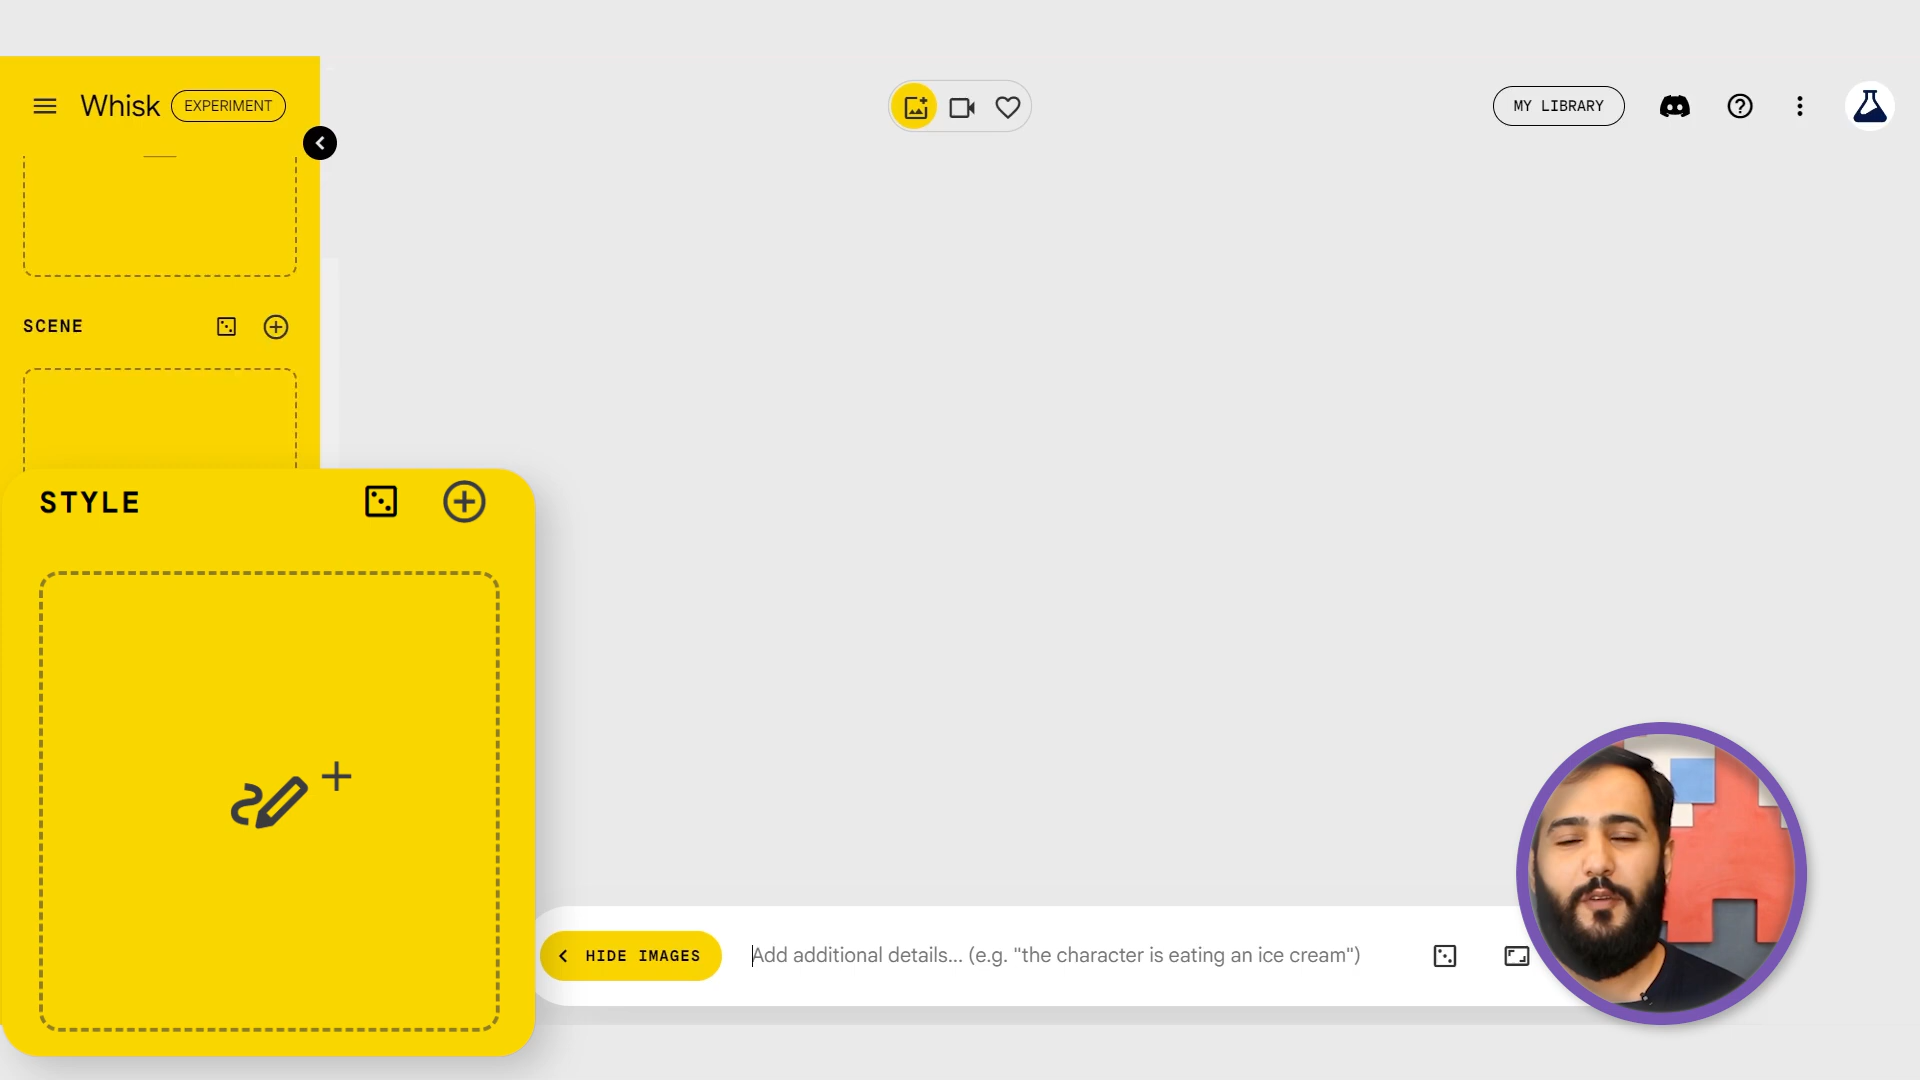 Whisk EXPERIMENT
MY LIBRARY
SCENE
STYLE
HIDE IMAGES
Add additional details... (e.g. "the character is eating an ice cream")